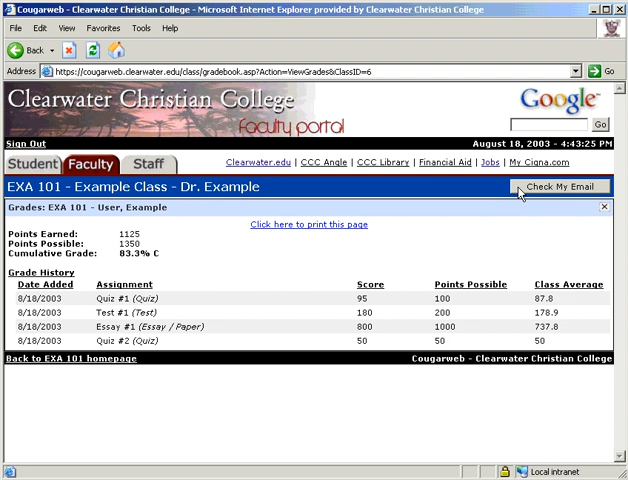 Cougarweb - Clearwater Christian College - Microsoft Internet Explorer provided by Clearwater Christian College
File Edit View Favorites Tools Help
Back
Address https://cougarweb.clearwater.edu/class/gradebook.asp?Action=ViewGrades&ClassID=6 Go
Clearwater Christian College
Faculty portal
Google
Go
Sign Out August 18, 2003 - 4:43:25 PM
Student Faculty Staff Clearwater.edu | CCC Angle | CCC Library | Financial Aid | Jobs | My Cigna.com
EXA 101 - Example Class - Dr. Example Check My Email
Grades: EXA 101 - User, Example
Click here to print this page
Points Earned: 1125
Points Possible: 1350
Cumulative Grade: 83.3% C
Grade History
Date Added Assignment Score Points Possible Class Average
8/18/2003 Quiz #1 (Quiz) 95 100 87.8
8/18/2003 Test #1 (Test) 180 200 178.9
8/18/2003 Essay #1 (Essay / Paper) 800 1000 737.8
8/18/2003 Quiz #2 (Quiz) 50 50 50
Back to EXA 101 homepage Cougarweb - Clearwater Christian College
Local intranet